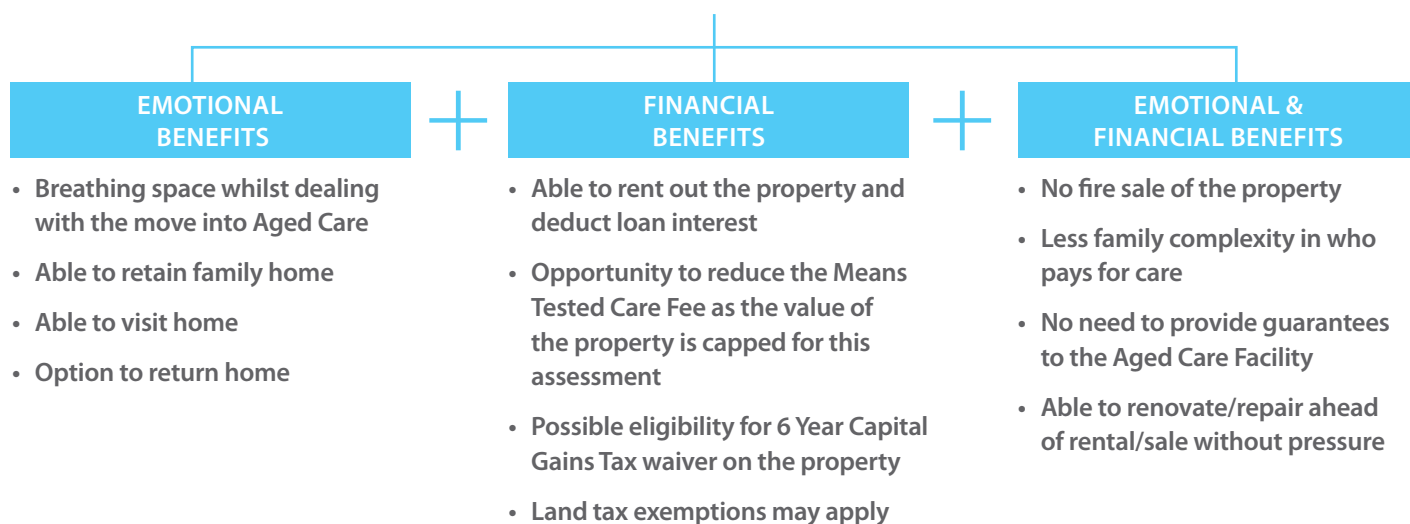 EMOTIONAL
BENEFITS
• Breathing space whilst dealing
with the move into Aged Care
• Able to retain family home
• Able to visit home
• Option to return home
+
FINANCIAL
BENEFITS
• Able to rent out the property and
deduct loan interest
• Opportunity to reduce the Means
Tested Care Fee as the value of
the property is capped for this
assessment
• Possible eligibility for 6 Year Capital
Gains Tax waiver on the property
• Land tax exemptions may apply
+
EMOTIONAL &
FINANCIAL BENEFITS
• No fire sale of the property
• Less family complexity in who
pays for care
• No need to provide guarantees
to the Aged Care Facility
• Able to renovate/repair ahead
of rental/sale without pressure